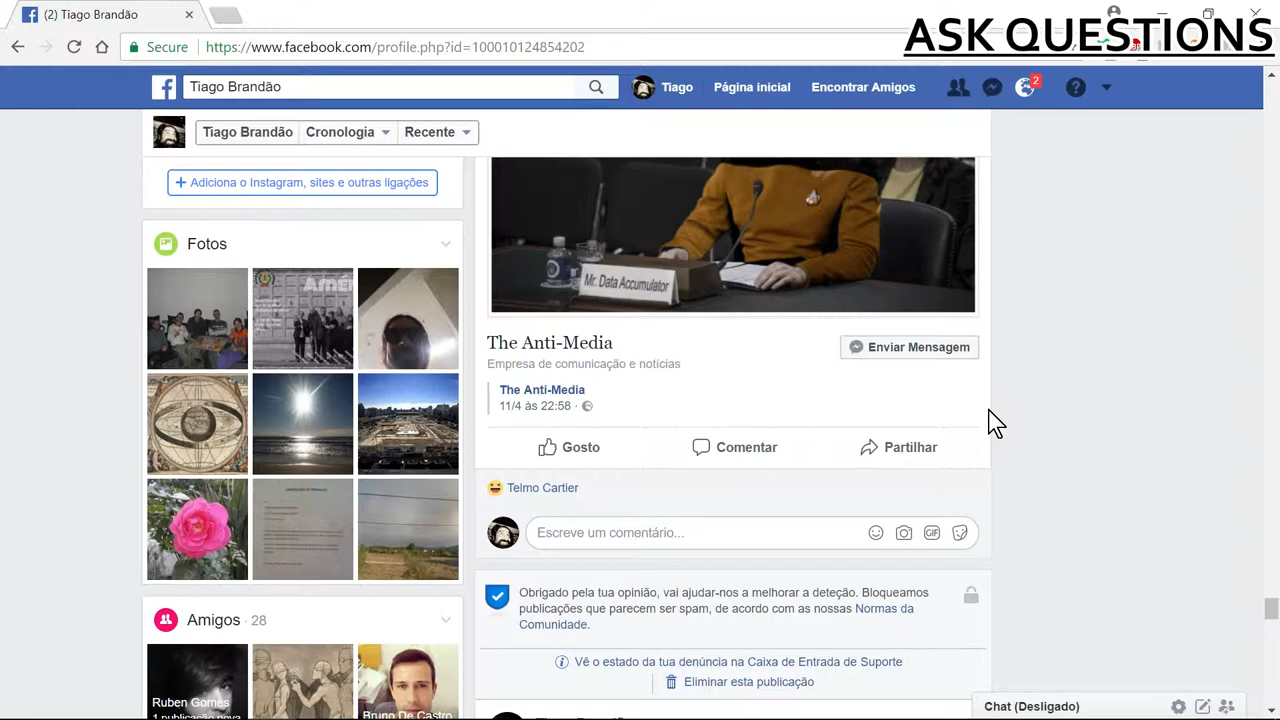 (2) Tiago Brandão
ASK QUESTIONS
Secure https://www.facebook.com/profile.php?id=100010124854202
Tiago Brandão
Tiago
Página inicial
Encontrar Amigos
2
Tiago Brandão
Cronologia
Recente
+ Adiciona o Instagram, sites e outras ligações
Fotos
Mr. Data Accumulator
The Anti-Media
Empresa de comunicação e notícias
Enviar Mensagem
The Anti-Media
11/4 às 22:58
Gosto
Comentar
Partilhar
Telmo Cartier
Escreve um comentário...
GIF
Obrigado pela tua opinião, vai ajudar-nos a melhorar a deteção. Bloqueamos
publicações que parecem ser spam, de acordo com as nossas Normas da
Comunidade.
Vê o estado da tua denúncia na Caixa de Entrada de Suporte
Eliminar esta publicação
Amigos · 28
Ruben Gomes
1 publicação nova
Bruno De Castro
Chat (Desligado)